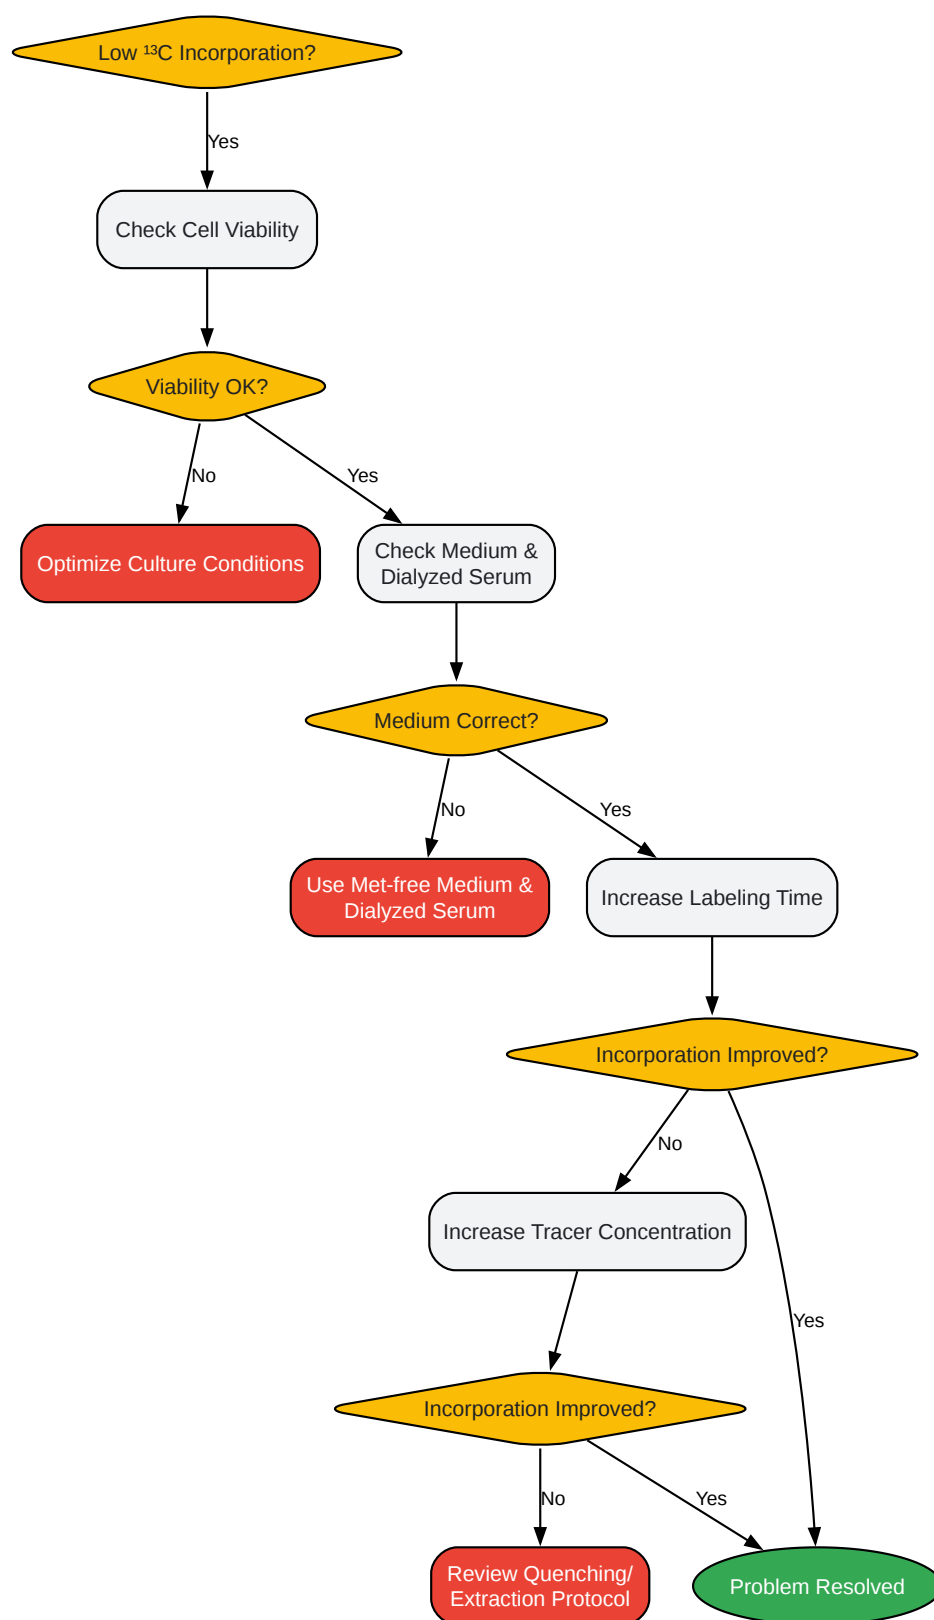 Low ¹³C Incorporation?
Yes
Check Cell Viability
Viability OK?
No
Yes
Optimize Culture Conditions
Check Medium &
Dialyzed Serum
Medium Correct?
No
Yes
Use Met-free Medium &
Dialyzed Serum
Increase Labeling Time
Incorporation Improved?
No
Increase Tracer Concentration
Yes
Incorporation Improved?
No
Yes
Review Quenching/
Extraction Protocol
Problem Resolved